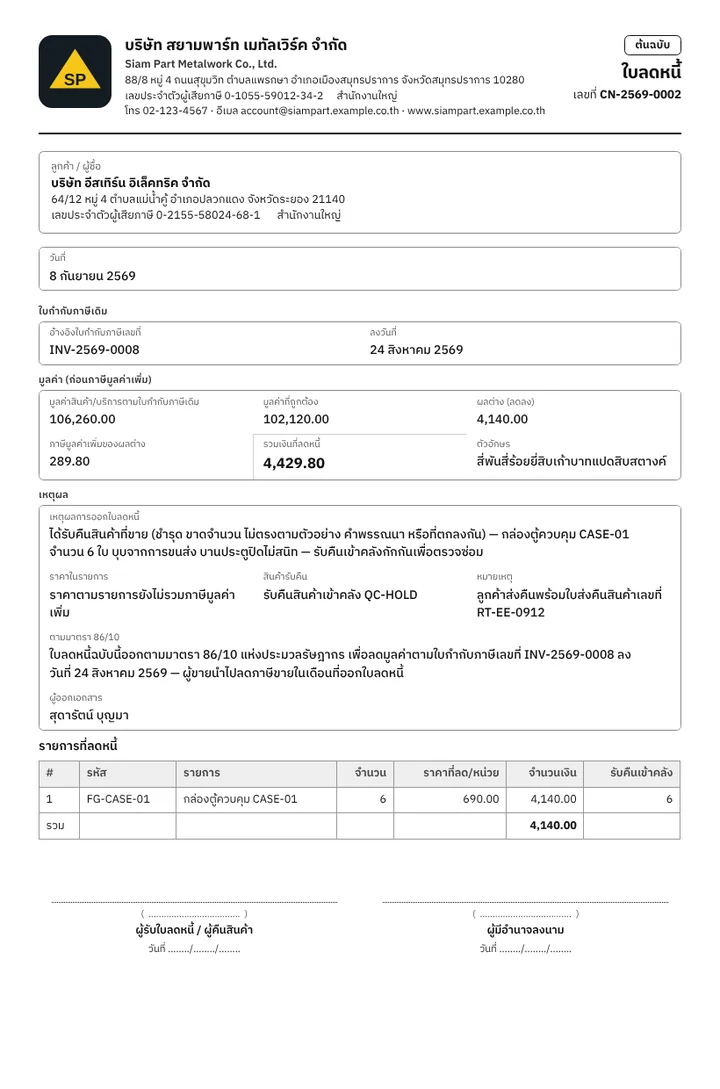 SP
บริษัท สยามพาร์ท เมทัลเวิร์ค จำกัด
Siam Part Metalwork Co., Ltd.
88/8 หมู่ 4 ถนนสุขุมวิท ตำบลแพรกษา อำเภอเมืองสมุทรปราการ จังหวัดสมุทรปราการ 10280
เลขประจำตัวผู้เสียภาษี 0-1055-59012-34-2 สำนักงานใหญ่
โทร 02-123-4567 · อีเมล account@siampart.example.co.th · www.siampart.example.co.th
ต้นฉบับ
ใบลดหนี้
เลขที่ CN-2569-0002
ลูกค้า / ผู้ซื้อ
บริษัท อีสเทิร์น อิเล็คทริค จำกัด
64/12 หมู่ 4 ตำบลแม่น้ำคู้ อำเภอปลวกแดง จังหวัดระยอง 21140
เลขประจำตัวผู้เสียภาษี 0-2155-58024-68-1 สำนักงานใหญ่
วันที่
8 กันยายน 2569
ใบกำกับภาษีเดิม
อ้างอิงใบกำกับภาษีเลขที่ ลงวันที่
INV-2569-0008 24 สิงหาคม 2569
มูลค่า (ก่อนภาษีมูลค่าเพิ่ม)
มูลค่าสินค้า/บริการตามใบกำกับภาษีเดิม มูลค่าที่ถูกต้อง ผลต่าง (ลดลง)
106,260.00 102,120.00 4,140.00
ภาษีมูลค่าเพิ่มของผลต่าง รวมเงินที่ลดหนี้ ตัวอักษร
289.80 4,429.80 สี่พันสี่ร้อยยี่สิบเก้าบาทแปดสิบสตางค์
เหตุผล
เหตุผลการออกใบลดหนี้
ได้รับคืนสินค้าที่ขาย (ชำรุด ขาดจำนวน ไม่ตรงตามตัวอย่าง คำพรรณนา หรือที่ตกลงกัน) — กล่องตู้ควบคุม CASE-01
จำนวน 6 ใบ บุบจากการขนส่ง บานประตูปิดไม่สนิท — รับคืนเข้าคลังกักกันเพื่อตรวจซ่อม
ราคาในรายการ สินค้ารับคืน หมายเหตุ
ราคาตามรายการยังไม่รวมภาษีมูลค่า รับคืนสินค้าเข้าคลัง QC-HOLD ลูกค้าส่งคืนพร้อมใบส่งคืนสินค้าเลขที่
เพิ่ม RT-EE-0912
ตามมาตรา 86/10
ใบลดหนี้ฉบับนี้ออกตามมาตรา 86/10 แห่งประมวลรัษฎากร เพื่อลดมูลค่าตามใบกำกับภาษีเลขที่ INV-2569-0008 ลง
วันที่ 24 สิงหาคม 2569 — ผู้ขายนำไปลดภาษีขายในเดือนที่ออกใบลดหนี้
ผู้ออกเอกสาร
สุดารัตน์ บุญมา
รายการที่ลดหนี้
# รหัส รายการ จำนวน ราคาที่ลด/หน่วย จำนวนเงิน รับคืนเข้าคลัง
1 FG-CASE-01 กล่องตู้ควบคุม CASE-01 6 690.00 4,140.00 6
รวม 4,140.00
( .................................... ) ( .................................... )
ผู้รับใบลดหนี้ / ผู้คืนสินค้า ผู้มีอำนาจลงนาม
วันที่ ......../......../........ วันที่ ......../......../........